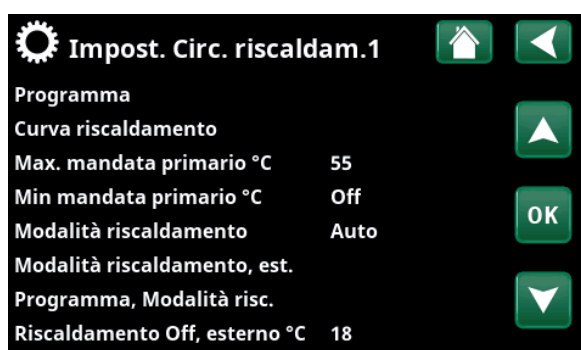 Impost. Circ. riscaldam.1
Programma
Curva riscaldamento
Max. mandata primario °C 55
Min mandata primario °C Off
Modalità riscaldamento Auto
OK
Modalità riscaldamento, est.
Programma, Modalità risc.
Riscaldamento Off, esterno °C 18